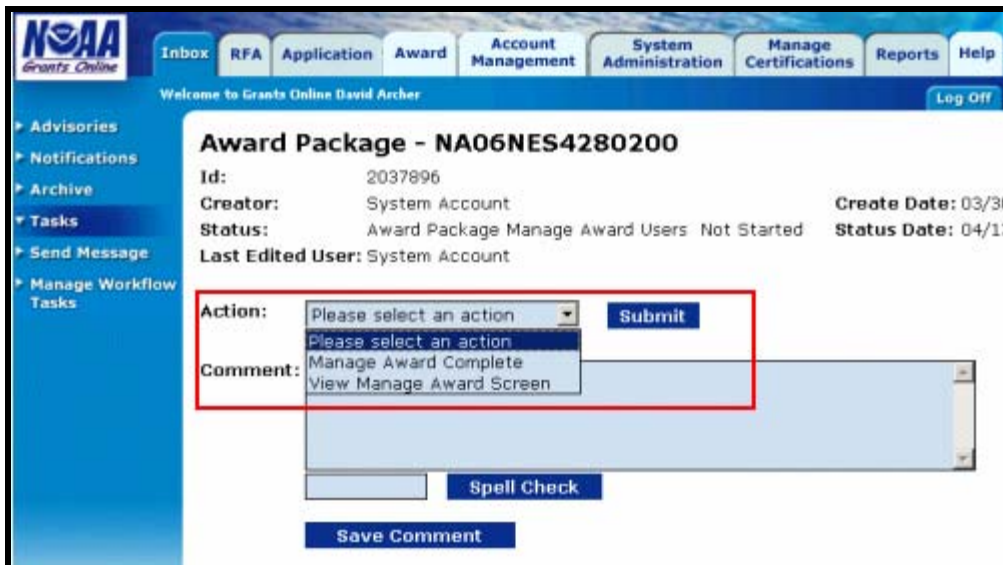 NOAA
Grants Online
Inbox
RFA
Application
Award
Account
Management
System
Administration
Manage
Certifications
Reports
Help
Welcome to Grants Online David Archer
Log Off
Advisories
Notifications
Archive
Tasks
Send Message
Manage Workflow
Tasks
Award Package - NA06NES4280200
Id: 2037896
Creator: System Account Create Date: 03/30
Status: Award Package Manage Award Users Not Started Status Date: 04/1
Last Edited User: System Account
Action: Please select an action Submit
Please select an action
Manage Award Complete
Comment:
View Manage Award Screen
Spell Check
Save Comment